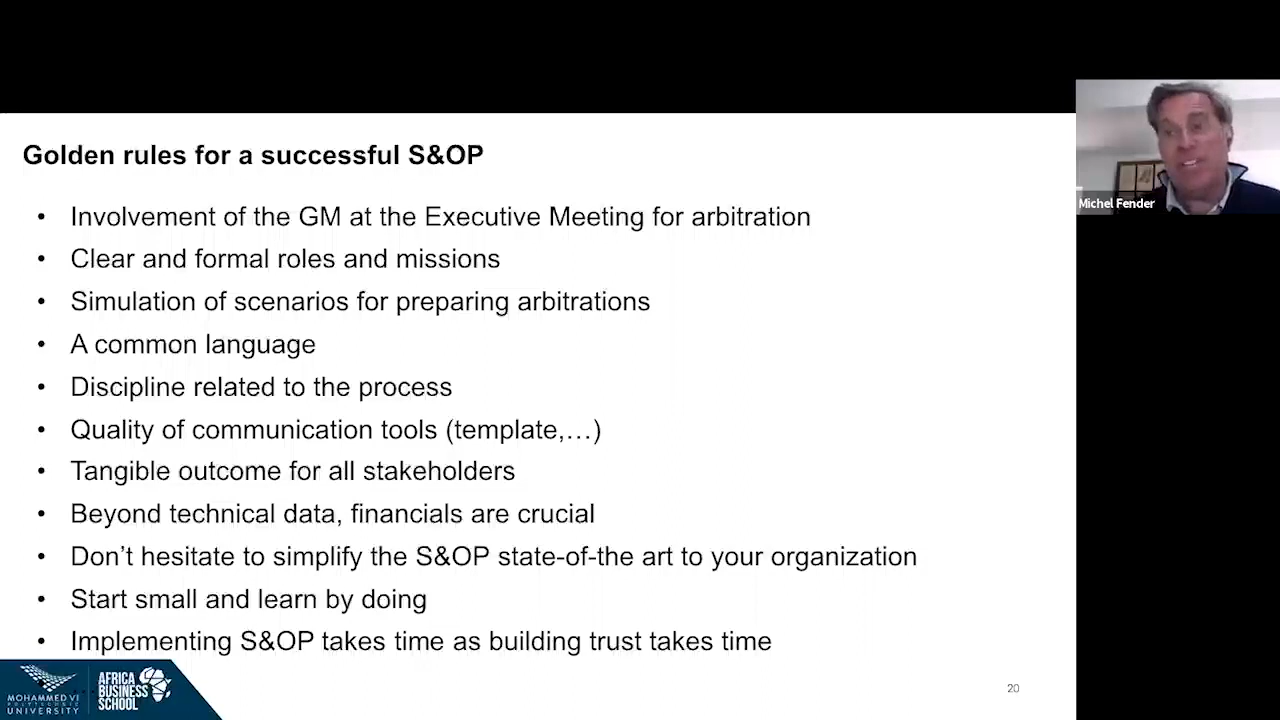 Golden rules for a successful S&OP
• Involvement of the GM at the Executive Meeting for arbitration
• Clear and formal roles and missions
• Simulation of scenarios for preparing arbitrations
• A common language
• Discipline related to the process
• Quality of communication tools (template,…)
• Tangible outcome for all stakeholders
• Beyond technical data, financials are crucial
• Don’t hesitate to simplify the S&OP state-of-the art to your organization
• Start small and learn by doing
• Implementing S&OP takes time as building trust takes time
Michel Fender
MOHAMMED VI
POLYTECHNIC
UNIVERSITY
AFRICA
BUSINESS
SCHOOL
20